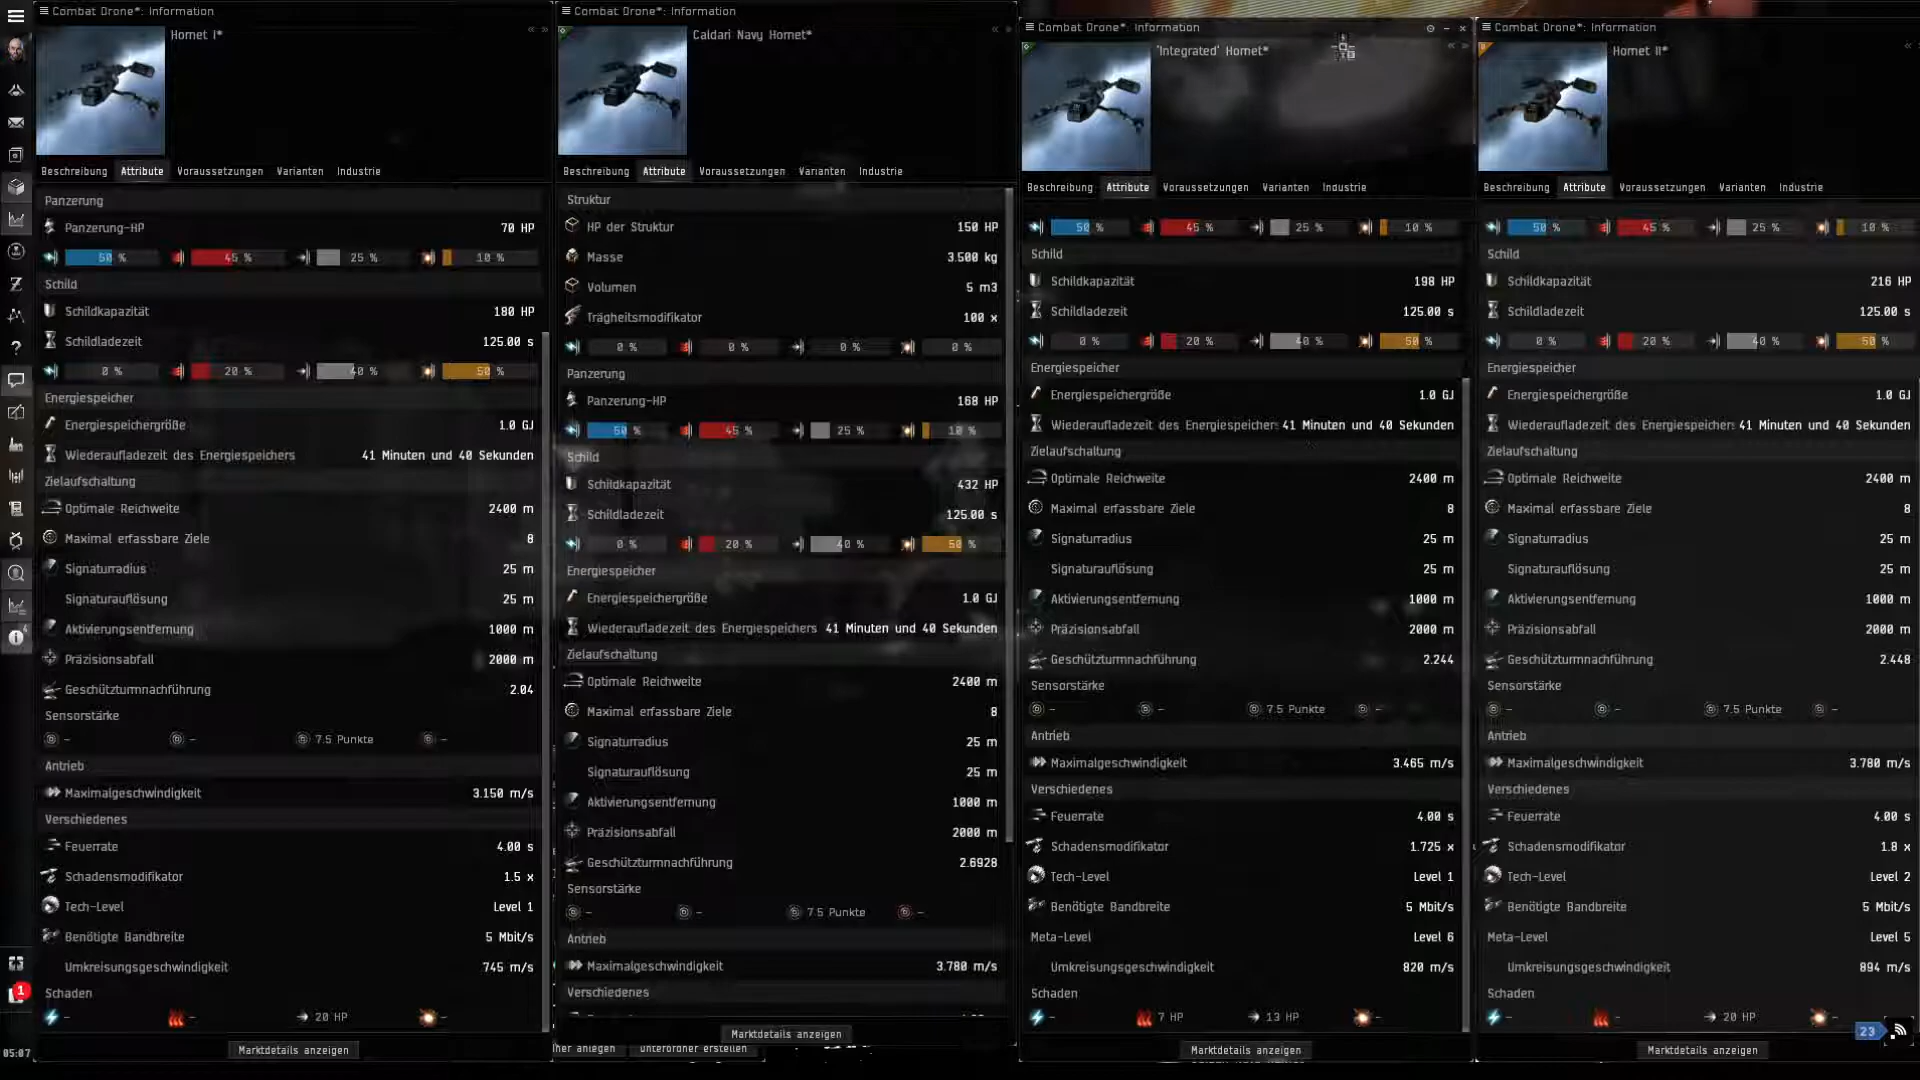 Combat Drone*: Information
Hornet I*
Beschreibung Attribute Voraussetzungen Varianten Industrie
Panzerung
Panzerung-HP 70 HP
50 % 45 % 25 % 10 %
Schild
Schildkapazität 180 HP
Schildladezeit 125.00 s
0 % 20 % 40 % 50 %
Energiespeicher
Energiespeichergröße 1.0 GJ
Wiederaufladezeit des Energiespeichers 41 Minuten und 40 Sekunden
Zielaufschaltung
Optimale Reichweite 2400 m
Maximal erfassbare Ziele 8
Signaturradius 25 m
Signaturauflösung 25 m
Aktivierungsentfernung 1000 m
Präzisionsabfall 2000 m
Geschützturmnachführung 2.04
Sensorstärke
– – 7.5 Punkte –
Antrieb
Maximalgeschwindigkeit 3.150 m/s
Verschiedenes
Feuerrate 4.00 s
Schadensmodifikator 1.5 x
Tech-Level Level 1
Benötigte Bandbreite 5 Mbit/s
Umkreisungsgeschwindigkeit 745 m/s
Schaden
– – 20 HP –
Marktdetails anzeigen
Combat Drone*: Information
Caldari Navy Hornet*
Beschreibung Attribute Voraussetzungen Varianten Industrie
Struktur
HP der Struktur 150 HP
Masse 3.500 kg
Volumen 5 m3
Trägheitsmodifikator 100 x
0 % 0 % 0 % 0 %
Panzerung
Panzerung-HP 168 HP
50 % 45 % 25 % 10 %
Schild
Schildkapazität 432 HP
Schildladezeit 125.00 s
0 % 20 % 40 % 50 %
Energiespeicher
Energiespeichergröße 1.0 GJ
Wiederaufladezeit des Energiespeichers 41 Minuten und 40 Sekunden
Zielaufschaltung
Optimale Reichweite 2400 m
Maximal erfassbare Ziele 8
Signaturradius 25 m
Signaturauflösung 25 m
Aktivierungsentfernung 1000 m
Präzisionsabfall 2000 m
Geschützturmnachführung 2.6928
Sensorstärke
– – 7.5 Punkte –
Antrieb
Maximalgeschwindigkeit 3.780 m/s
Verschiedenes
Marktdetails anzeigen
her anlegen Unterordner erstellen
Combat Drone*: Information
'Integrated' Hornet*
Beschreibung Attribute Voraussetzungen Varianten Industrie
50 % 45 % 25 % 10 %
Schild
Schildkapazität 198 HP
Schildladezeit 125.00 s
0 % 20 % 40 % 50 %
Energiespeicher
Energiespeichergröße 1.0 GJ
Wiederaufladezeit des Energiespeichers 41 Minuten und 40 Sekunden
Zielaufschaltung
Optimale Reichweite 2400 m
Maximal erfassbare Ziele 8
Signaturradius 25 m
Signaturauflösung 25 m
Aktivierungsentfernung 1000 m
Präzisionsabfall 2000 m
Geschützturmnachführung 2.244
Sensorstärke
– – 7.5 Punkte –
Antrieb
Maximalgeschwindigkeit 3.465 m/s
Verschiedenes
Feuerrate 4.00 s
Schadensmodifikator 1.725 x
Tech-Level Level 1
Benötigte Bandbreite 5 Mbit/s
Meta-Level Level 6
Umkreisungsgeschwindigkeit 820 m/s
Schaden
– 7 HP 13 HP –
Marktdetails anzeigen
Combat Drone*: Information
Hornet II*
Beschreibung Attribute Voraussetzungen Varianten Industrie
50 % 45 % 25 % 10 %
Schild
Schildkapazität 216 HP
Schildladezeit 125.00 s
0 % 20 % 40 % 50 %
Energiespeicher
Energiespeichergröße 1.0 GJ
Wiederaufladezeit des Energiespeichers 41 Minuten und 40 Sekunden
Zielaufschaltung
Optimale Reichweite 2400 m
Maximal erfassbare Ziele 8
Signaturradius 25 m
Signaturauflösung 25 m
Aktivierungsentfernung 1000 m
Präzisionsabfall 2000 m
Geschützturmnachführung 2.448
Sensorstärke
– – 7.5 Punkte –
Antrieb
Maximalgeschwindigkeit 3.780 m/s
Verschiedenes
Feuerrate 4.00 s
Schadensmodifikator 1.8 x
Tech-Level Level 2
Benötigte Bandbreite 5 Mbit/s
Meta-Level Level 5
Umkreisungsgeschwindigkeit 894 m/s
Schaden
– – 20 HP –
Marktdetails anzeigen
23
4
1
05:07